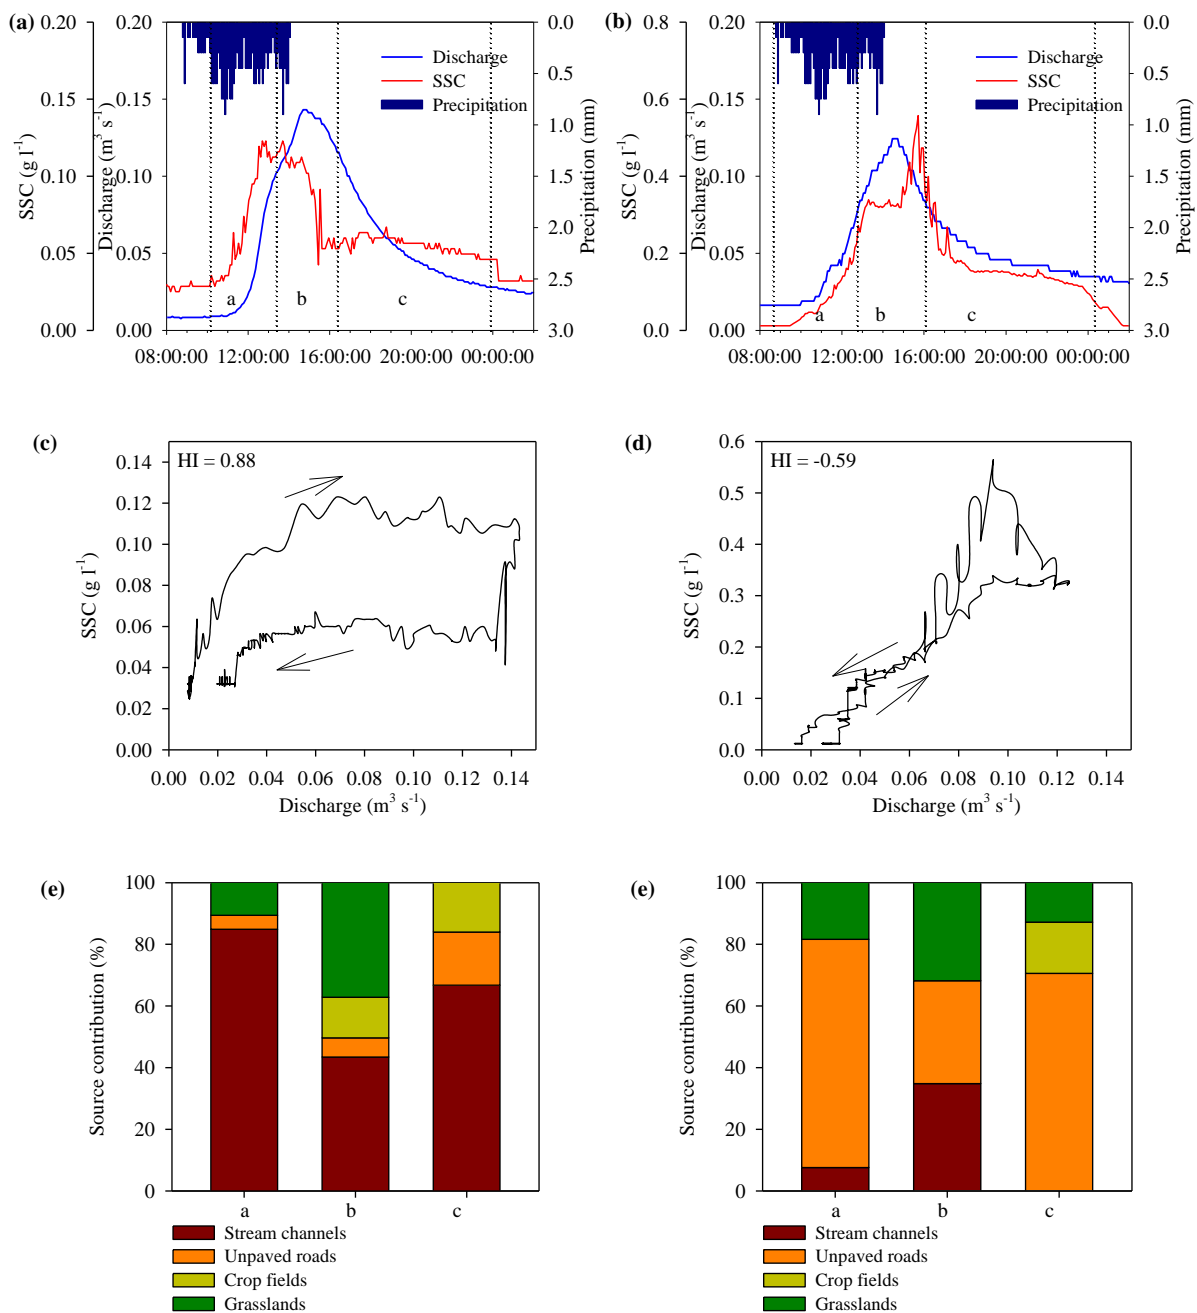 (a)
0.20
0.15
0.10
0.05
0.00
SSC (g l-1)
0.20
0.15
0.10
0.05
0.00
Discharge (m3 s-1)
Discharge
SSC
Precipitation
a
b
c
0.0
0.5
1.0
1.5
2.0
2.5
3.0
Precipitation (mm)
08:00:00 12:00:00 16:00:00 20:00:00 00:00:00
(b)
0.8
0.6
0.4
0.2
0.0
SSC (g l-1)
0.20
0.15
0.10
0.05
0.00
Discharge (m3 s-1)
Discharge
SSC
Precipitation
a
b
c
0.0
0.5
1.0
1.5
2.0
2.5
3.0
Precipitation (mm)
08:00:00 12:00:00 16:00:00 20:00:00 00:00:00
(c)
HI = 0.88
0.14
0.12
0.10
0.08
0.06
0.04
0.02
0.00
SSC (g l-1)
0.00 0.02 0.04 0.06 0.08 0.10 0.12 0.14
Discharge (m3 s-1)
(d)
HI = -0.59
0.6
0.5
0.4
0.3
0.2
0.1
0.0
SSC (g l-1)
0.00 0.02 0.04 0.06 0.08 0.10 0.12 0.14
Discharge (m3 s-1)
(e)
100
80
60
40
20
0
Source contribution (%)
a b c
Stream channels
Unpaved roads
Crop fields
Grasslands
(e)
100
80
60
40
20
0
Source contribution (%)
a b c
Stream channels
Unpaved roads
Crop fields
Grasslands